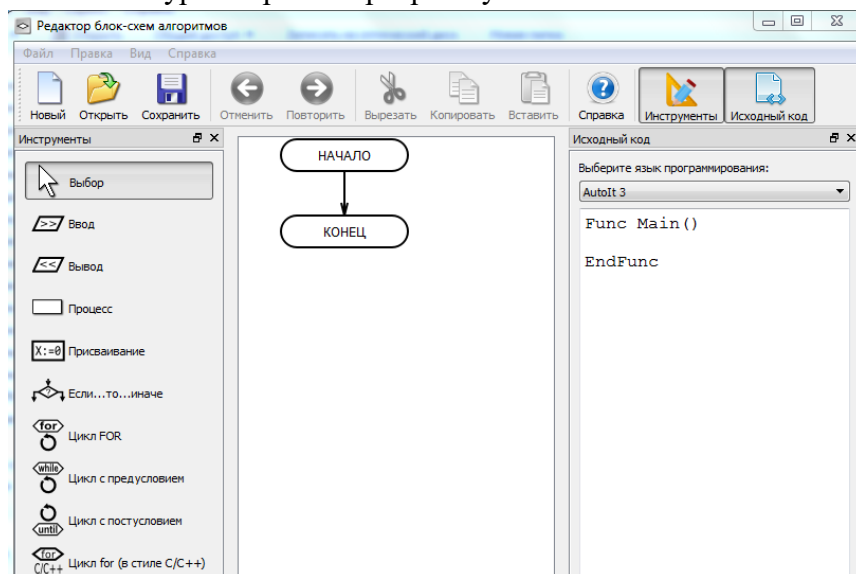 Редактор блок-схем алгоритмов
Файл Правка Вид Справка
Новый Открыть Сохранить Отменить Повторить Вырезать Копировать Вставить Справка Инструменты Исходный код
Инструменты
Выбор
>> Ввод
<< Вывод
Процесс
X:=0 Присваивание
? Если...то...иначе
for Цикл FOR
while Цикл с предусловием
until Цикл с постусловием
for C/C++ Цикл for (в стиле C/C++)
НАЧАЛО
КОНЕЦ
Исходный код
Выберите язык программирования:
AutoIt 3
Func Main()
EndFunc